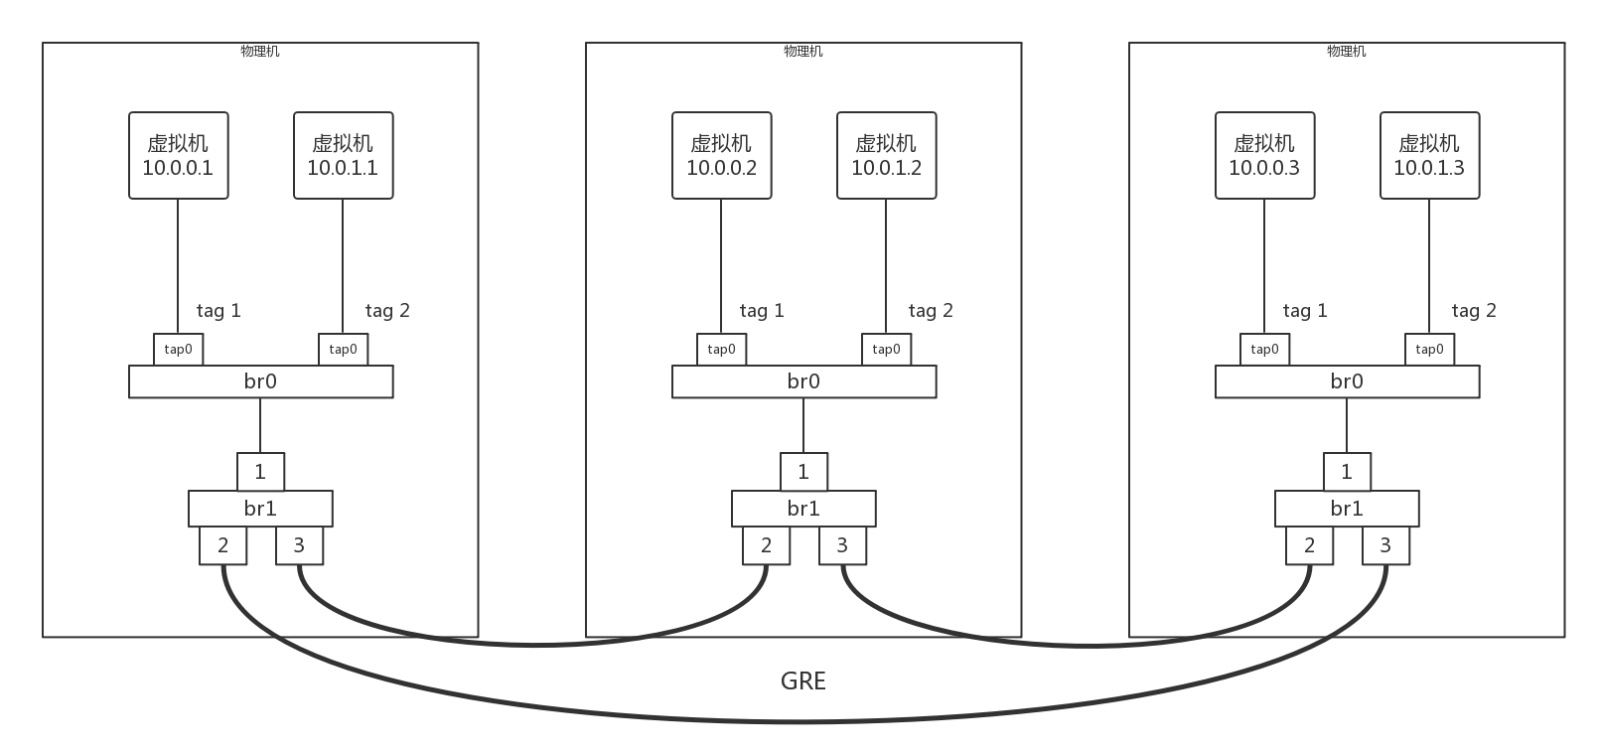 物理机
物理机
物理机
虚拟机
10.0.0.1
虚拟机
10.0.1.1
虚拟机
10.0.0.2
虚拟机
10.0.1.2
虚拟机
10.0.0.3
虚拟机
10.0.1.3
tag 1
tag 2
tag 1
tag 2
tag 1
tag 2
tap0
tap0
tap0
tap0
tap0
tap0
br0
br0
br0
1
1
1
br1
br1
br1
2
3
2
3
2
3
GRE